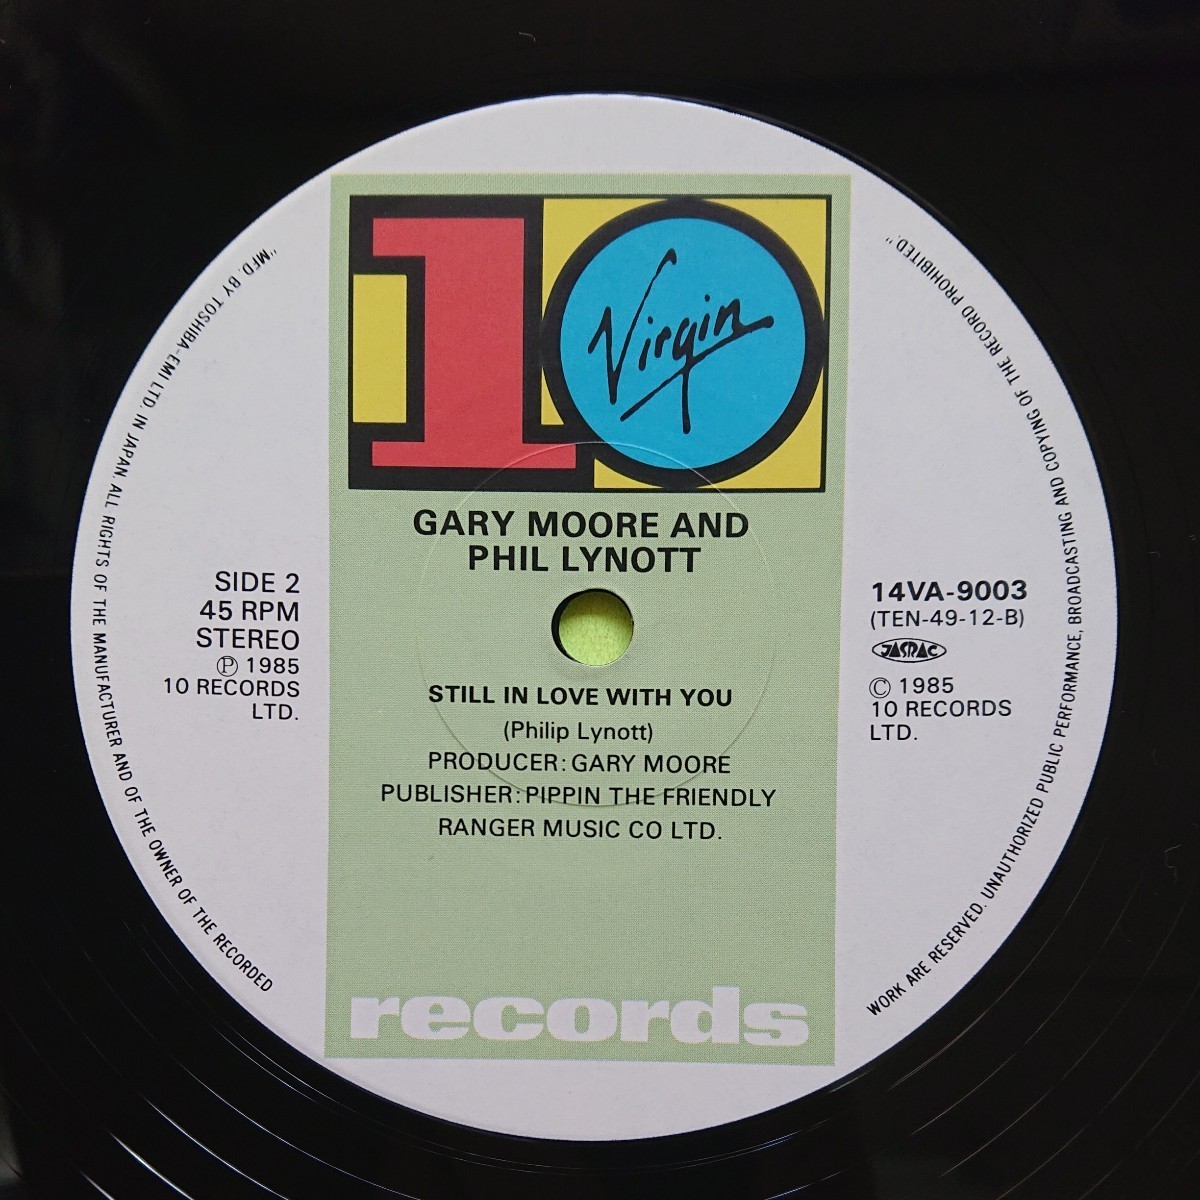 10
Virgin
GARY MOORE AND
PHIL LYNOTT
SIDE 2
45 RPM
STEREO
Ⓟ 1985
10 RECORDS
LTD.
14VA-9003
(TEN-49-12-B)
JASRAC
© 1985
10 RECORDS
LTD.
STILL IN LOVE WITH YOU
(Philip Lynott)
PRODUCER: GARY MOORE
PUBLISHER: PIPPIN THE FRIENDLY
RANGER MUSIC CO LTD.
records
"MFD. BY TOSHIBA-EMI LTD. IN JAPAN. ALL RIGHTS OF THE MANUFACTURER AND OF THE OWNER OF THE RECORDED
WORK ARE RESERVED. UNAUTHORIZED PUBLIC PERFORMANCE, BROADCASTING AND COPYING OF THE RECORD PROHIBITED."